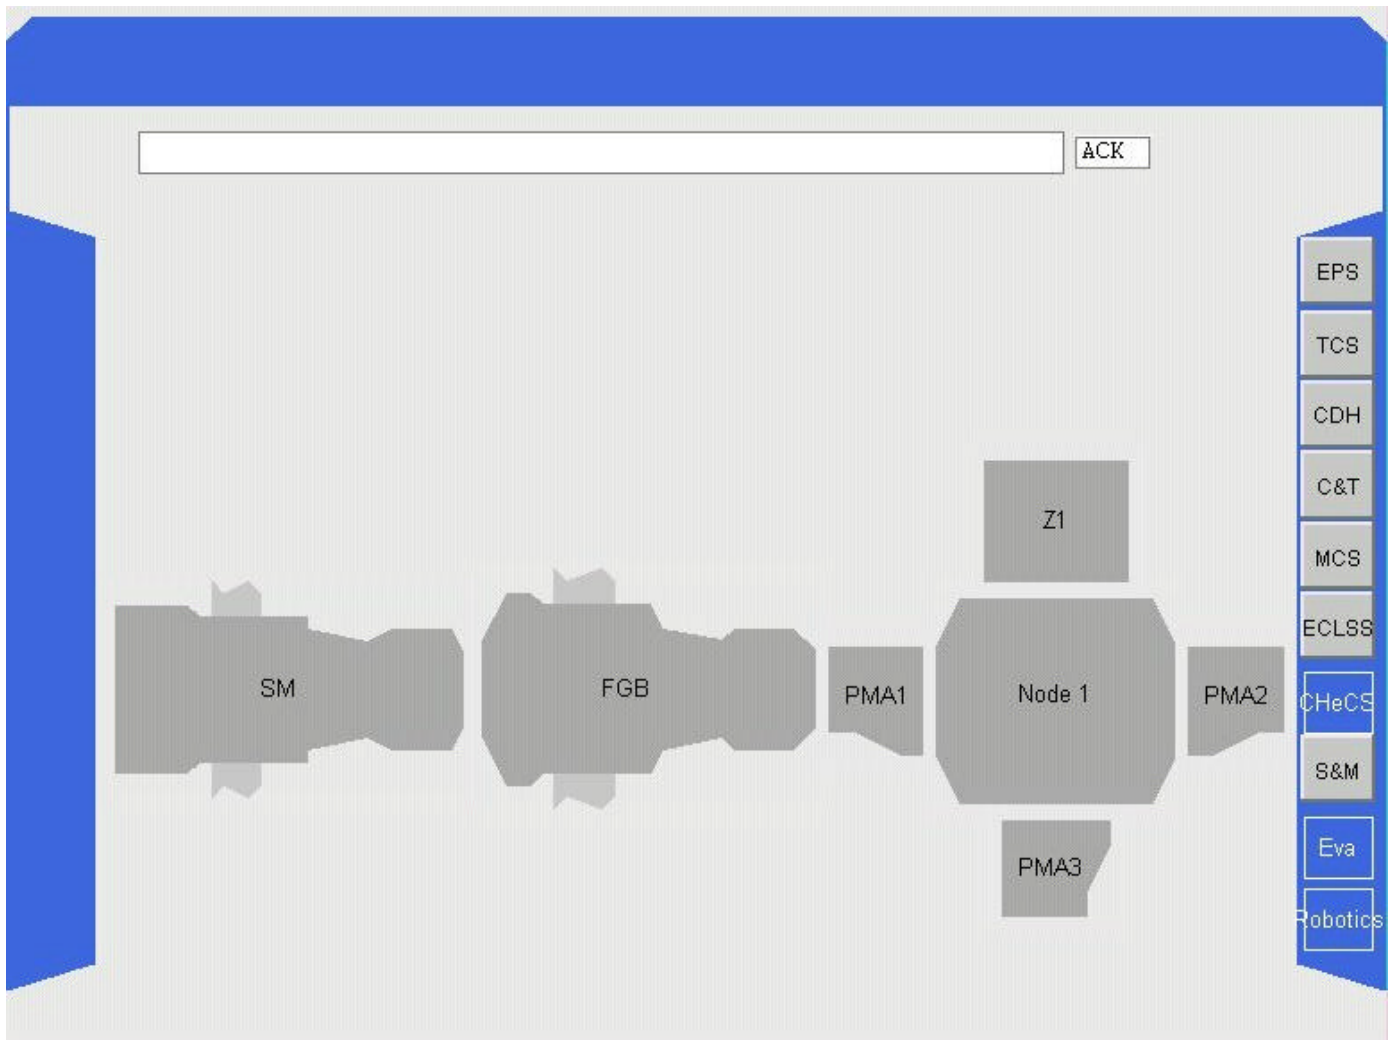 ACK
EPS
TCS
CDH
C&T
Z1
MCS
ECLSS
SM
FGB
PMA1
Node 1
PMA2
CHeCS
S&M
Eva
PMA3
Robotics